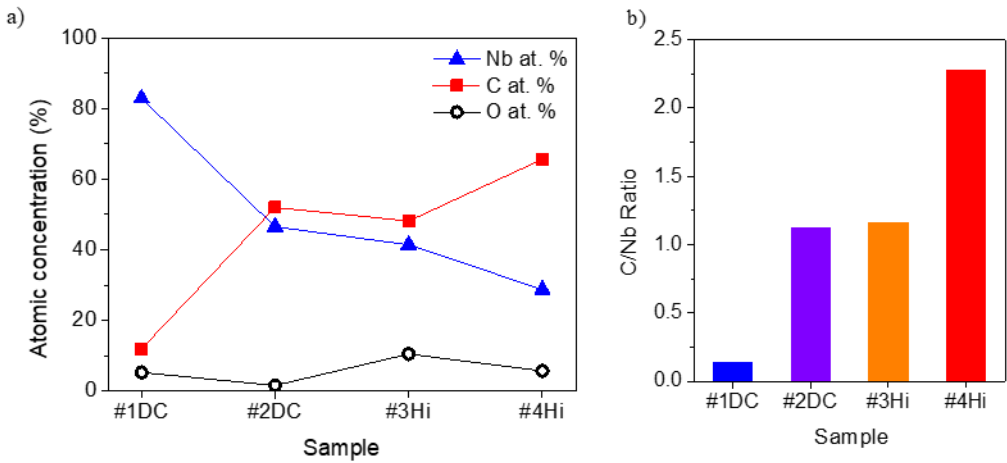 a)
100
80
60
40
20
0
Atomic concentration (%)
Nb at. %
C at. %
O at. %
#1DC #2DC #3Hi #4Hi
Sample
b)
2.5
2.0
1.5
1.0
0.5
0.0
C/Nb Ratio
#1DC #2DC #3Hi #4Hi
Sample